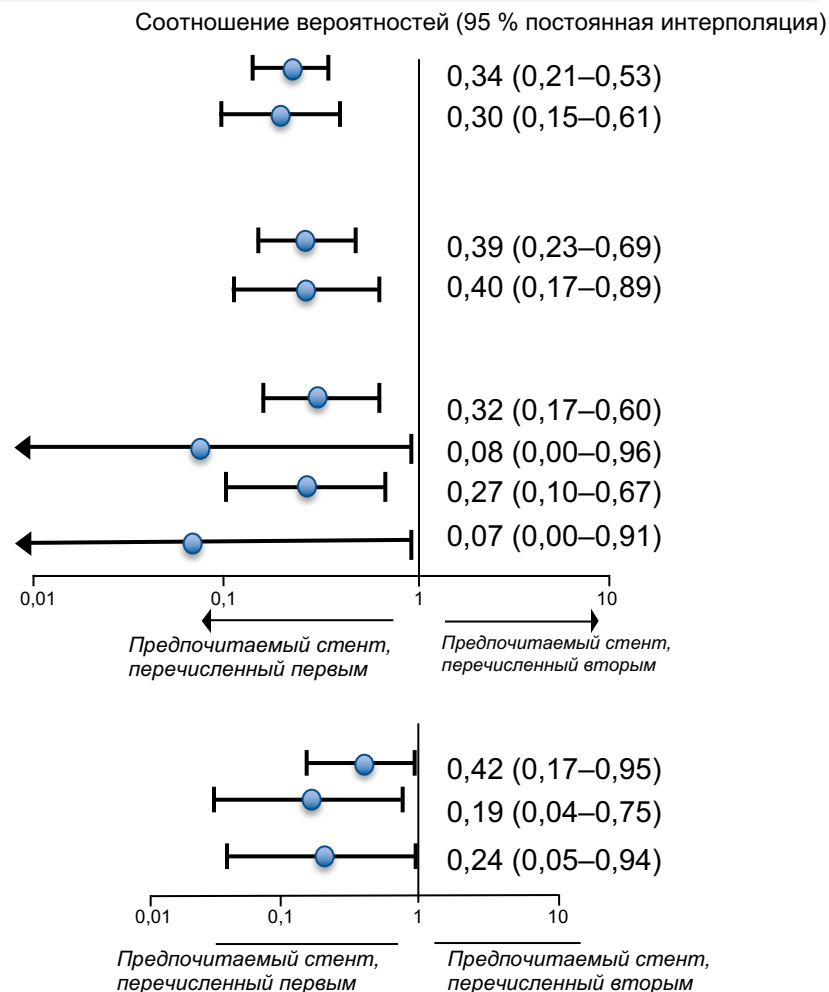 Соотношение вероятностей (95 % постоянная интерполяция)
0,34 (0,21–0,53)
0,30 (0,15–0,61)
0,39 (0,23–0,69)
0,40 (0,17–0,89)
0,32 (0,17–0,60)
0,08 (0,00–0,96)
0,27 (0,10–0,67)
0,07 (0,00–0,91)
0,01 0,1 1 10
Предпочитаемый стент,
перечисленный первым
Предпочитаемый стент,
перечисленный вторым
0,42 (0,17–0,95)
0,19 (0,04–0,75)
0,24 (0,05–0,94)
0,01 0,1 1 10
Предпочитаемый стент,
перечисленный первым
Предпочитаемый стент,
перечисленный вторым